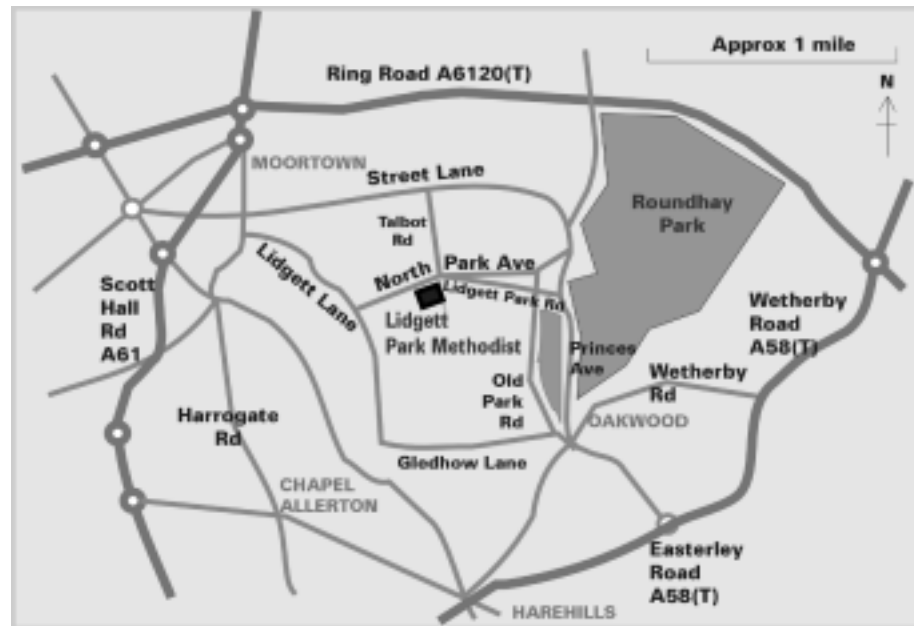 Approx 1 mile
Ring Road A6120(T)
N
MOORTOWN
Street Lane
Roundhay
Park
Talbot
Rd
Lidgett Lane
North Park Ave
Lidgett Park Rd
Scott
Hall
Rd
A61
Lidgett
Park Methodist
Princes
Ave
Wetherby
Road
A58(T)
Wetherby
Rd
Old
Park
Rd
OAKWOOD
Harrogate
Rd
Gledhow Lane
CHAPEL
ALLERTON
Easterley
Road
A58(T)
HAREHILLS